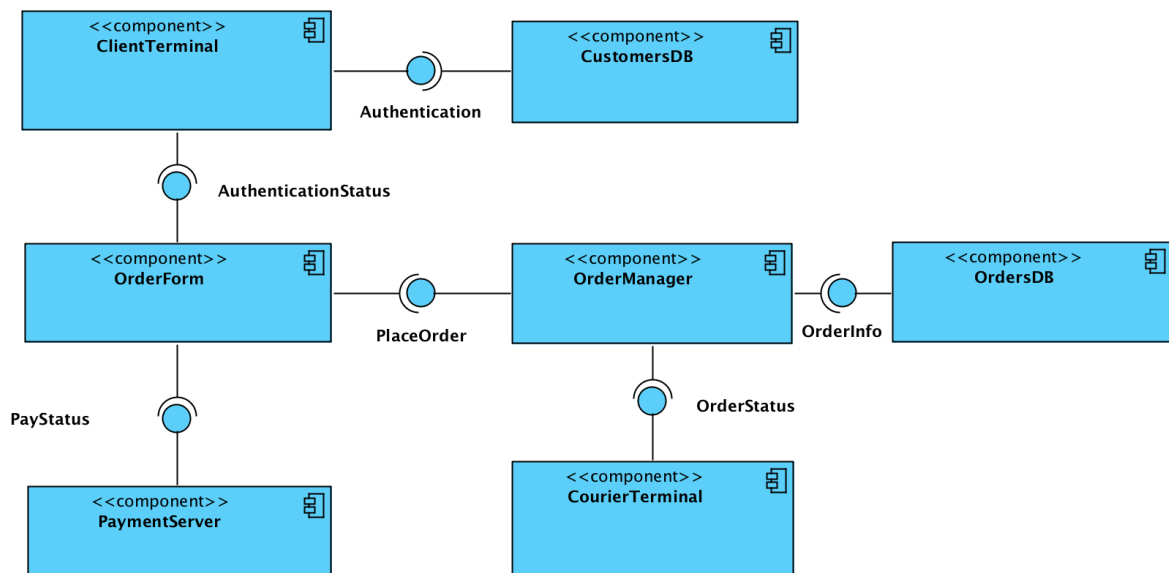 <<component>>
ClientTerminal
<<component>>
CustomersDB
Authentication
AuthenticationStatus
<<component>>
OrderForm
<<component>>
OrderManager
<<component>>
OrdersDB
PlaceOrder
OrderInfo
PayStatus
OrderStatus
<<component>>
PaymentServer
<<component>>
CourierTerminal